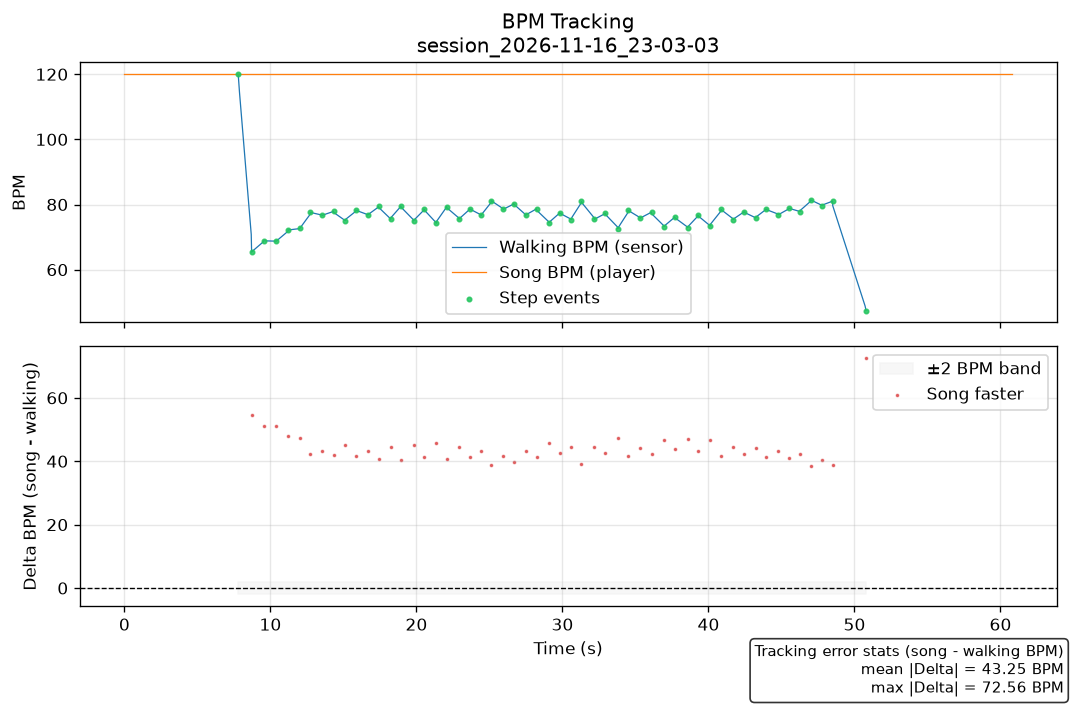 BPM Tracking
session_2026-11-16_23-03-03
BPM
120
100
80
60
Walking BPM (sensor)
Song BPM (player)
Step events
Delta BPM (song - walking)
60
40
20
0
±2 BPM band
Song faster
0
10
20
30
40
50
60
Time (s)
Tracking error stats (song - walking BPM)
mean |Delta| = 43.25 BPM
max |Delta| = 72.56 BPM